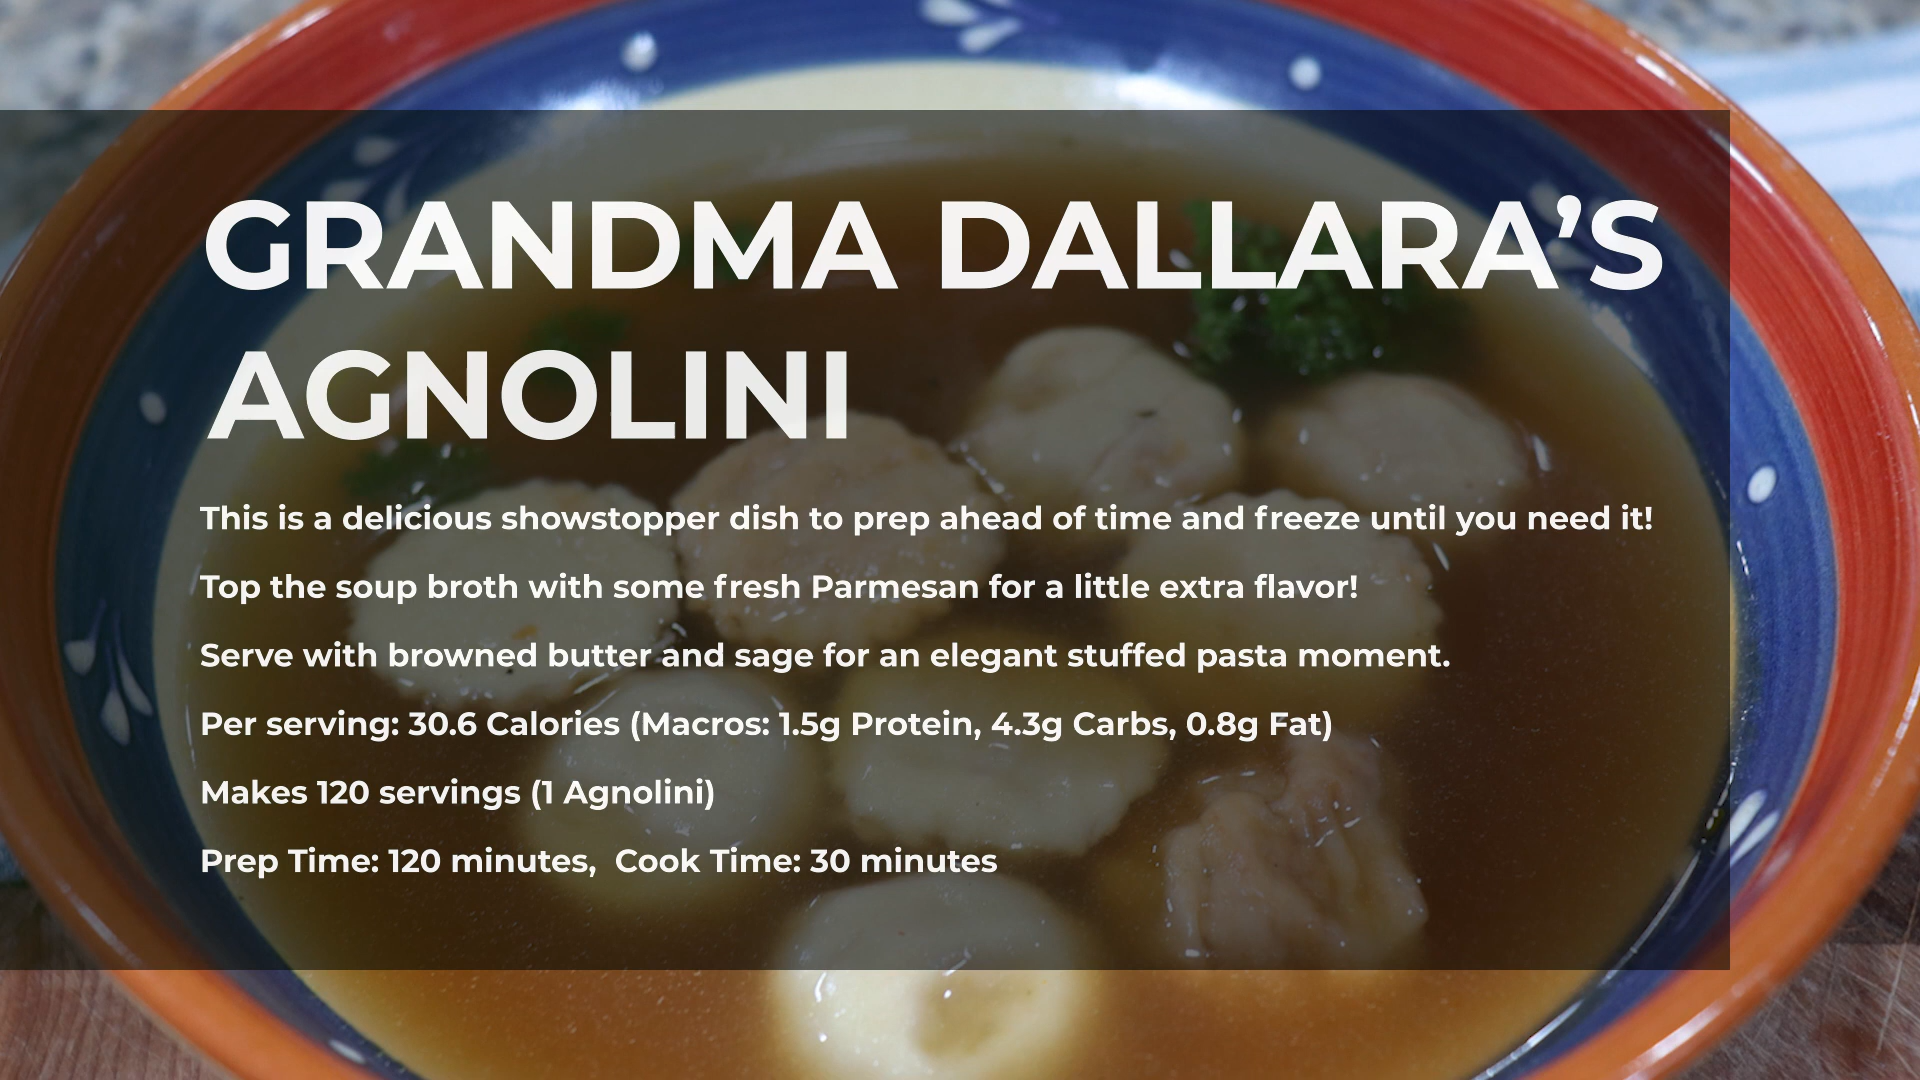 GRANDMA DALLARA’S
AGNOLINI
This is a delicious showstopper dish to prep ahead of time and freeze until you need it!
Top the soup broth with some fresh Parmesan for a little extra flavor!
Serve with browned butter and sage for an elegant stuffed pasta moment.
Per serving: 30.6 Calories (Macros: 1.5g Protein, 4.3g Carbs, 0.8g Fat)
Makes 120 servings (1 Agnolini)
Prep Time: 120 minutes,  Cook Time: 30 minutes